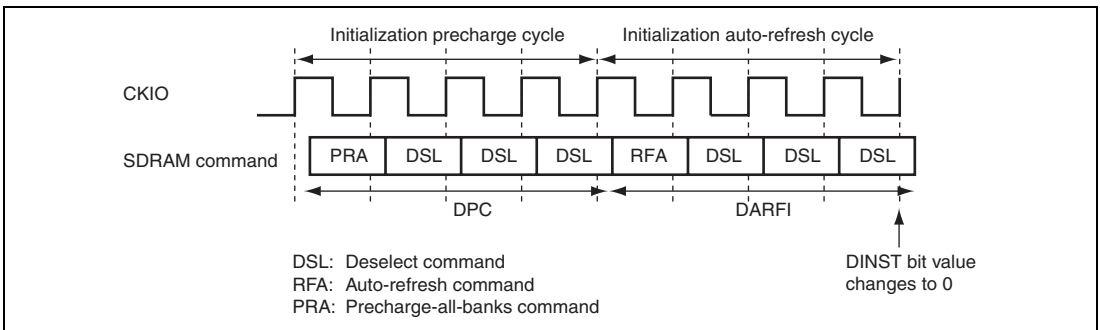 Initialization precharge cycle Initialization auto-refresh cycle
CKIO
SDRAM command PRA DSL DSL DSL RFA DSL DSL DSL
DPC DARFI
DSL: Deselect command
RFA: Auto-refresh command
PRA: Precharge-all-banks command
DINST bit value
changes to 0